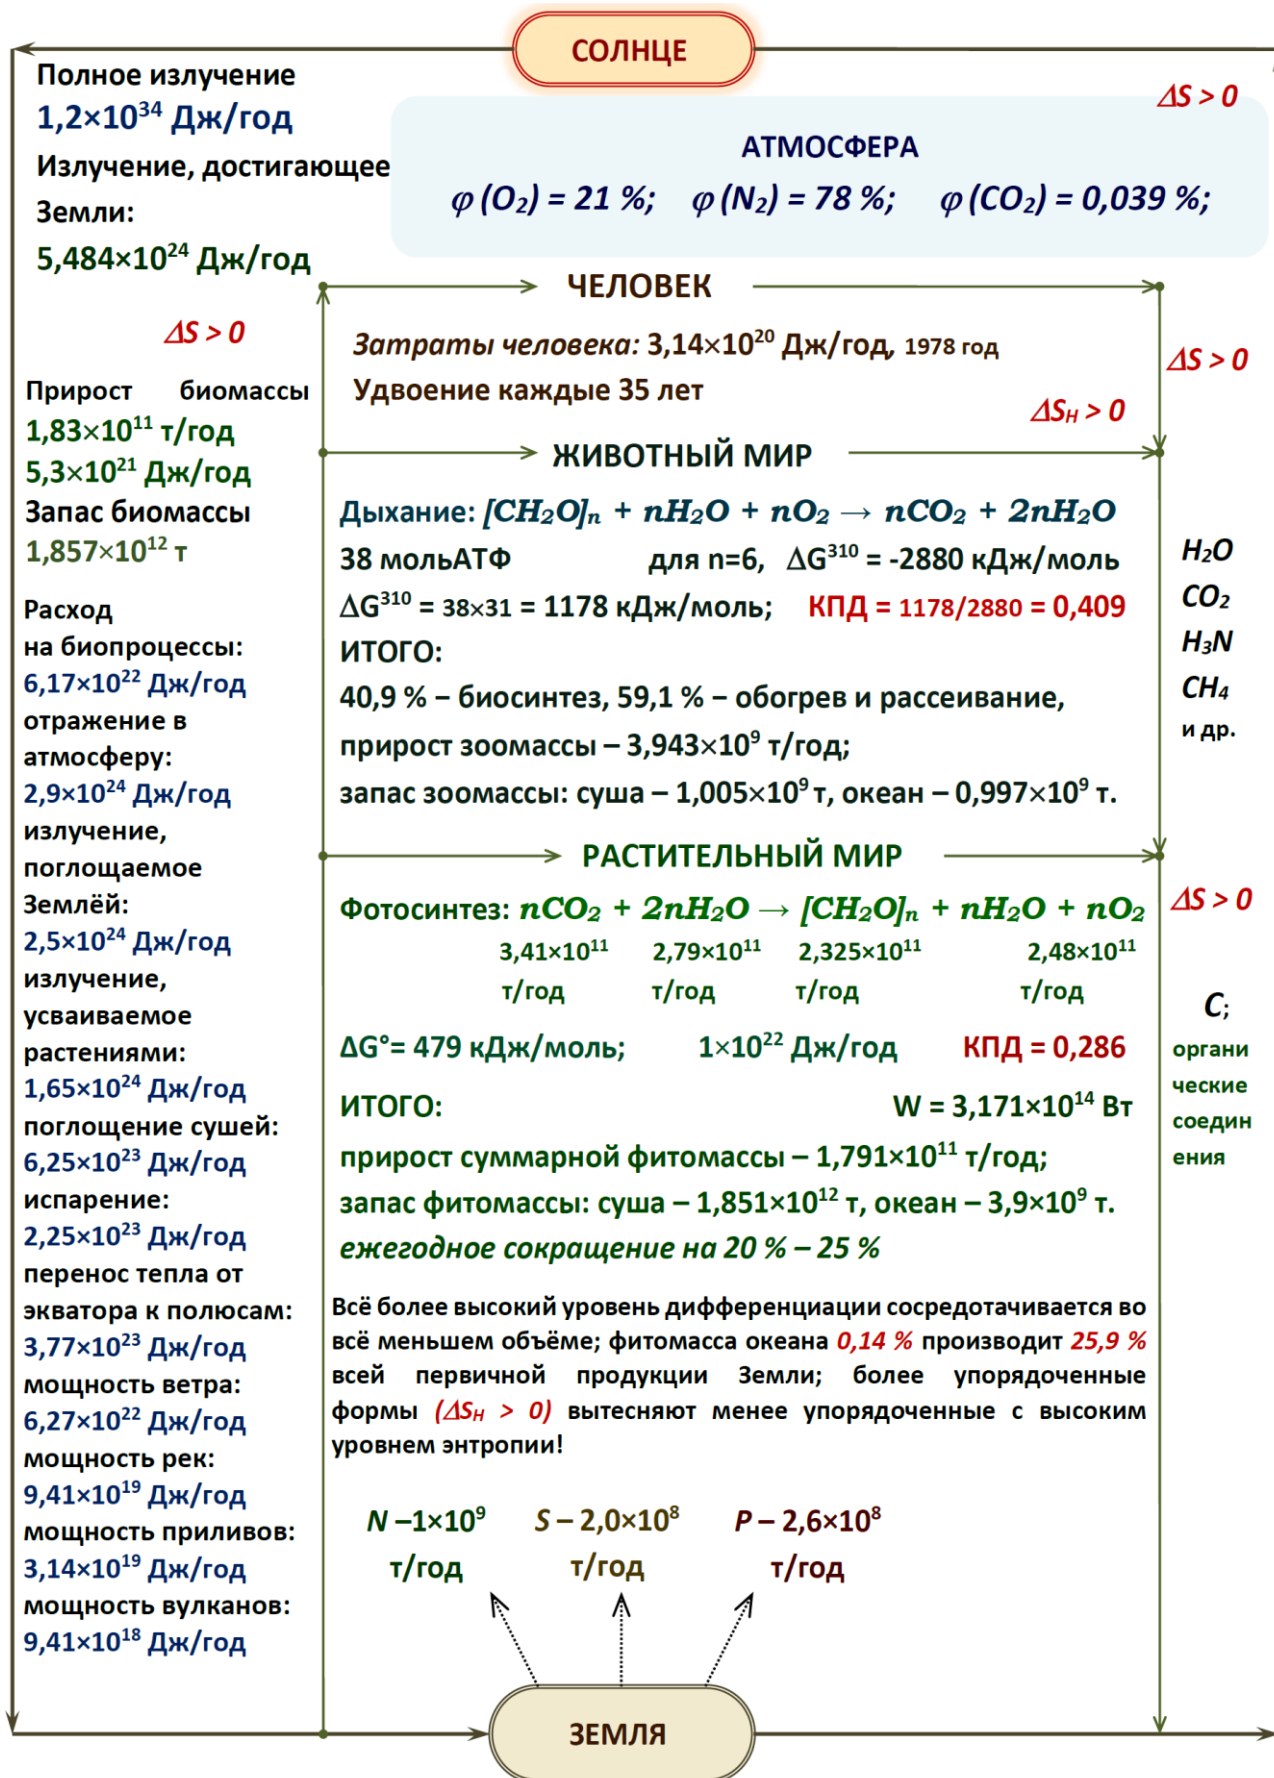 СОЛНЦЕ
Полное излучение
1,2×10³⁴ Дж/год
Излучение, достигающее
Земли:
5,484×10²⁴ Дж/год
ΔS > 0
АТМОСФЕРА
φ (O₂) = 21 %; φ (N₂) = 78 %; φ (CO₂) = 0,039 %;
ΔS > 0
Прирост биомассы
1,83×10¹¹ т/год
5,3×10²¹ Дж/год
Запас биомассы
1,857×10¹² т
Расход
на биопроцессы:
6,17×10²² Дж/год
отражение в
атмосферу:
2,9×10²⁴ Дж/год
излучение,
поглощаемое
Землёй:
2,5×10²⁴ Дж/год
излучение,
усваиваемое
растениями:
1,65×10²⁴ Дж/год
поглощение сушей:
6,25×10²³ Дж/год
испарение:
2,25×10²³ Дж/год
перенос тепла от
экватора к полюсам:
3,77×10²³ Дж/год
мощность ветра:
6,27×10²² Дж/год
мощность рек:
9,41×10¹⁹ Дж/год
мощность приливов:
3,14×10¹⁹ Дж/год
мощность вулканов:
9,41×10¹⁸ Дж/год
ЧЕЛОВЕК
Затраты человека: 3,14×10²⁰ Дж/год, 1978 год
Удвоение каждые 35 лет
ΔS_H > 0
ЖИВОТНЫЙ МИР
Дыхание: [CH₂O]ₙ + nH₂O + nO₂ → nCO₂ + 2nH₂O
38 мольАТФ для n=6, ΔG³¹⁰ = -2880 кДж/моль
ΔG³¹⁰ = 38×31 = 1178 кДж/моль; КПД = 1178/2880 = 0,409
ИТОГО:
40,9 % – биосинтез, 59,1 % – обогрев и рассеивание,
прирост зоомассы – 3,943×10⁹ т/год;
запас зоомассы: суша – 1,005×10⁹ т, океан – 0,997×10⁹ т.
РАСТИТЕЛЬНЫЙ МИР
Фотосинтез: nCO₂ + 2nH₂O → [CH₂O]ₙ + nH₂O + nO₂
3,41×10¹¹ 2,79×10¹¹ 2,325×10¹¹ 2,48×10¹¹
т/год т/год т/год т/год
ΔG°= 479 кДж/моль; 1×10²² Дж/год КПД = 0,286
ИТОГО: W = 3,171×10¹⁴ Вт
прирост суммарной фитомассы – 1,791×10¹¹ т/год;
запас фитомассы: суша – 1,851×10¹² т, океан – 3,9×10⁹ т.
ежегодное сокращение на 20 % – 25 %
Всё более высокий уровень дифференциации сосредотачивается во
всё меньшем объёме; фитомасса океана 0,14 % производит 25,9 %
всей первичной продукции Земли; более упорядоченные
формы (ΔS_H > 0) вытесняют менее упорядоченные с высоким
уровнем энтропии!
N –1×10⁹ S – 2,0×10⁸ P – 2,6×10⁸
т/год т/год т/год
ЗЕМЛЯ
ΔS > 0
H₂O
CO₂
H₃N
CH₄
и др.
ΔS > 0
C;
органи
ческие
соедин
ения